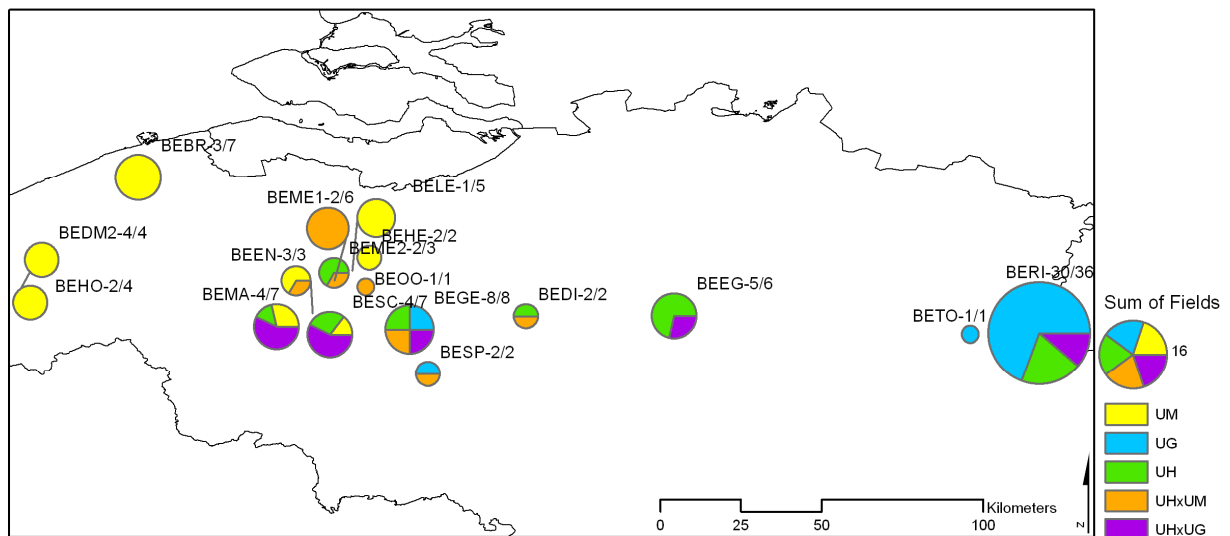 BEBR-3/7
BELE-1/5
BEME1-2/6
BEDM2-4/4
BEHE-2/2
BEEN-3/3
BEME2-2/3
BEHO-2/4
BEOO-1/1
BERI-30/36
BEEG-5/6
BEMA-4/7
BESC-4/7
BEGE-8/8
BEDI-2/2
BETO-1/1
BESP-2/2
Sum of Fields
16
UM
UG
UH
UHxUM
UHxUG
Kilometers
0
25
50
100
N